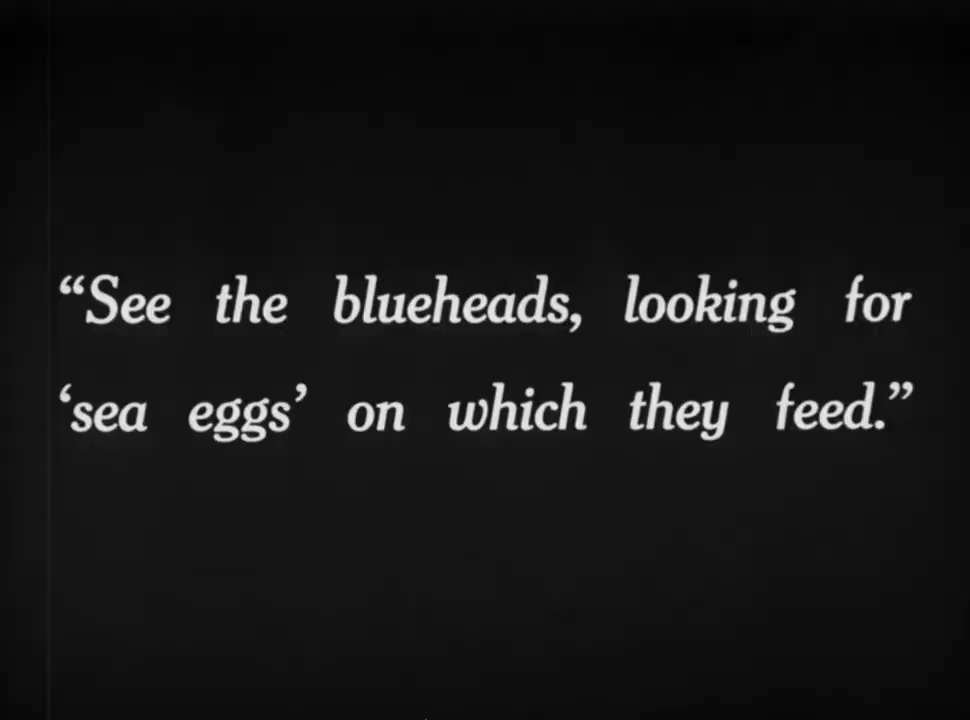 “See the blueheads, looking for
‘sea eggs’ on which they feed.”